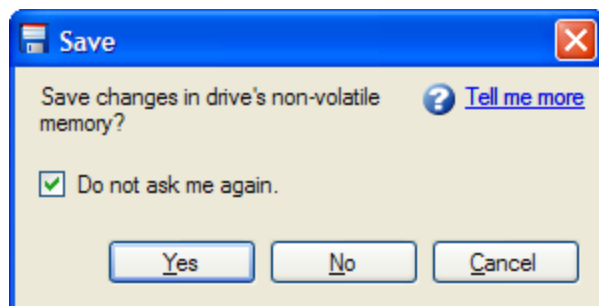 Save
Save changes in drive's non-volatile
memory?
Tell me more
Do not ask me again.
Yes
No
Cancel